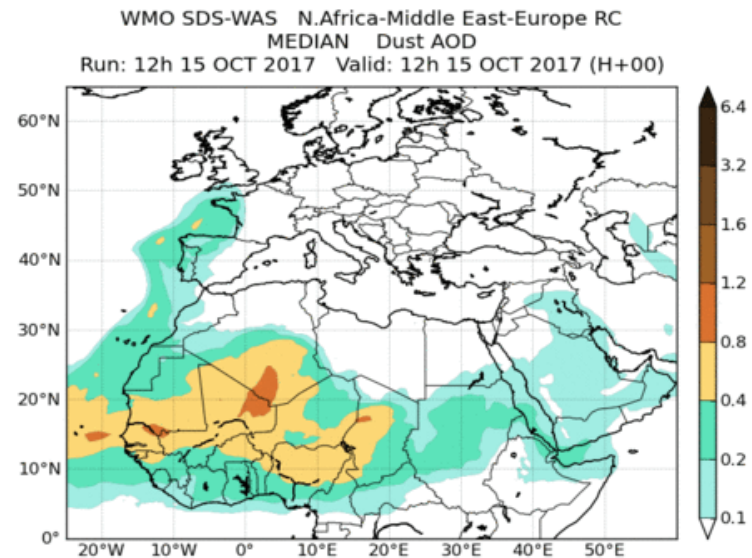 WMO SDS-WAS   N.Africa-Middle East-Europe RC
MEDIAN    Dust AOD
Run: 12h 15 OCT 2017   Valid: 12h 15 OCT 2017 (H+00)
60°N
50°N
40°N
30°N
20°N
10°N
0°
20°W 10°W 0° 10°E 20°E 30°E 40°E 50°E
6.4
3.2
1.6
1.2
0.8
0.4
0.2
0.1